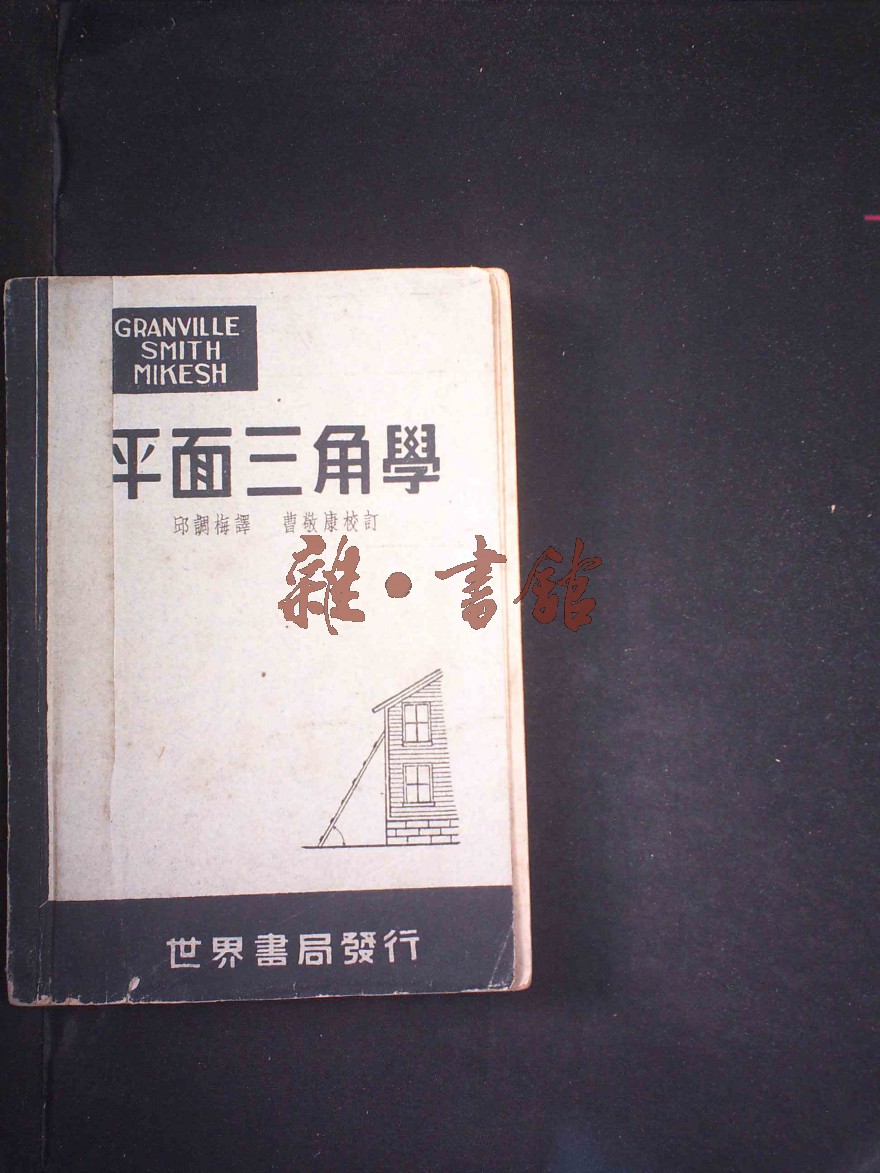 GRANVILLE
SMITH
MIKESH
平面三角學
邱調梅譯 曹敬康校訂
雜·書館
世界書局發行